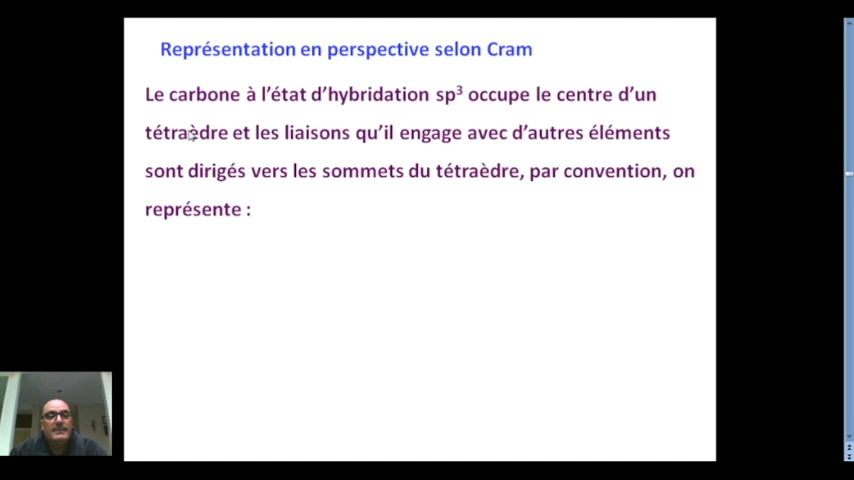 Représentation en perspective selon Cram
Le carbone à l’état d’hybridation sp³ occupe le centre d’un
tétraèdre et les liaisons qu’il engage avec d’autres éléments
sont dirigés vers les sommets du tétraèdre, par convention, on
représente :